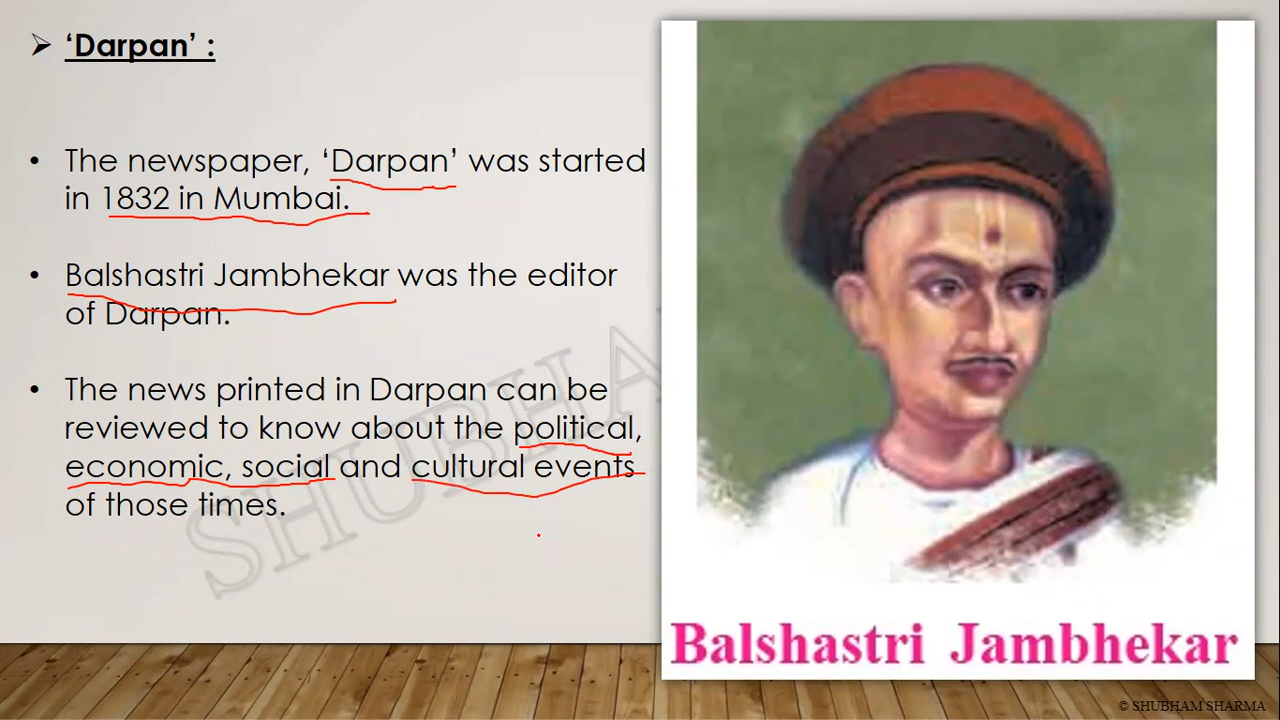 ➢ ‘Darpan’ :
• The newspaper, ‘Darpan’ was started
in 1832 in Mumbai.
• Balshastri Jambhekar was the editor
of Darpan.
• The news printed in Darpan can be
reviewed to know about the political,
economic, social and cultural events
of those times.
SHUBHA
Balshastri Jambhekar
© SHUBHAM SHARMA